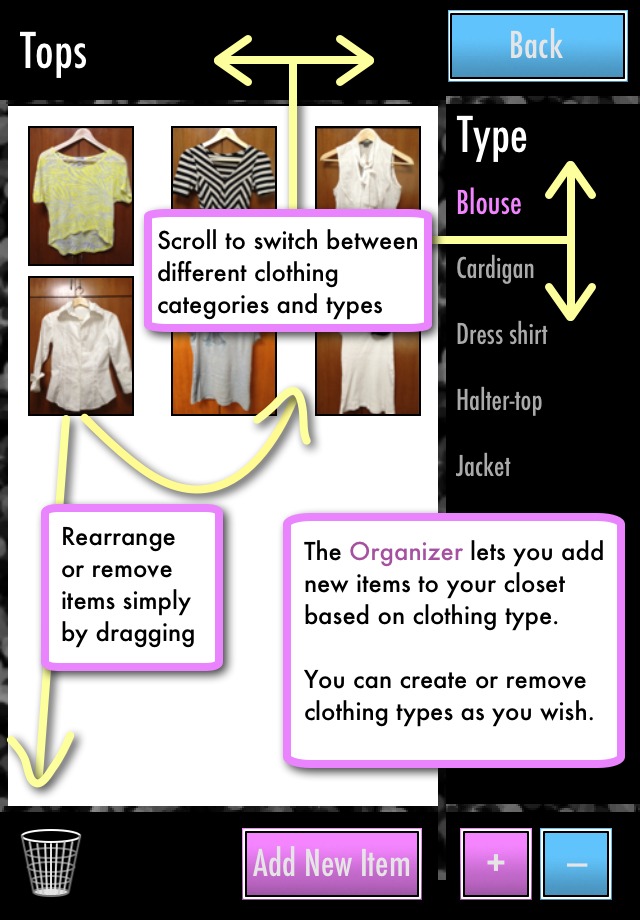 Tops
Back
Type
Blouse
Cardigan
Dress shirt
Halter-top
Jacket
Scroll to switch between
different clothing
categories and types
Rearrange
or remove
items simply
by dragging
The Organizer lets you add
new items to your closet
based on clothing type.
You can create or remove
clothing types as you wish.
Add New Item
+
–